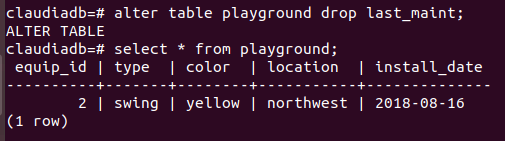 claudiadb=# alter table playground drop last_maint;
ALTER TABLE
claudiadb=# select * from playground;
 equip_id | type  | color  | location  | install_date
----------+-------+--------+-----------+--------------
        2 | swing | yellow | northwest | 2018-08-16
(1 row)